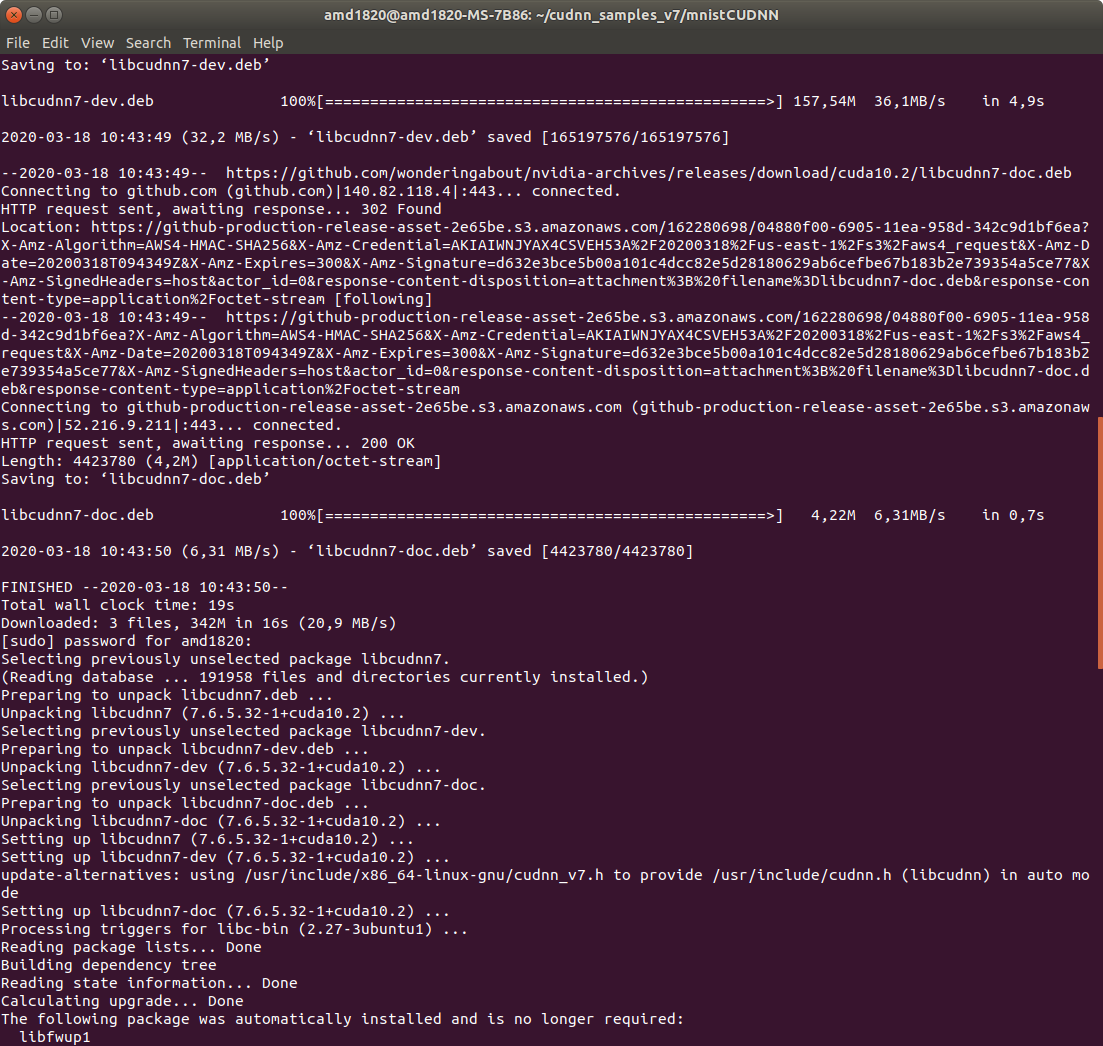 amd1820@amd1820-MS-7B86: ~/cudnn_samples_v7/mnistCUDNN
File Edit View Search Terminal Help
Saving to: ‘libcudnn7-dev.deb’
libcudnn7-dev.deb 100%[=================================================>] 157,54M 36,1MB/s in 4,9s
2020-03-18 10:43:49 (32,2 MB/s) - ‘libcudnn7-dev.deb’ saved [165197576/165197576]
--2020-03-18 10:43:49-- https://github.com/wonderingabout/nvidia-archives/releases/download/cuda10.2/libcudnn7-doc.deb
Connecting to github.com (github.com)|140.82.118.4|:443... connected.
HTTP request sent, awaiting response... 302 Found
Location: https://github-production-release-asset-2e65be.s3.amazonaws.com/162280698/04880f00-6905-11ea-958d-342c9d1bf6ea?
X-Amz-Algorithm=AWS4-HMAC-SHA256&X-Amz-Credential=AKIAIWNJYAX4CSVEH53A%2F20200318%2Fus-east-1%2Fs3%2Faws4_request&X-Amz-D
ate=20200318T094349Z&X-Amz-Expires=300&X-Amz-Signature=d632e3bce5b00a101c4dcc82e5d28180629ab6cefbe67b183b2e739354a5ce77&X
-Amz-SignedHeaders=host&actor_id=0&response-content-disposition=attachment%3B%20filename%3Dlibcudnn7-doc.deb&response-con
tent-type=application%2Foctet-stream [following]
--2020-03-18 10:43:49-- https://github-production-release-asset-2e65be.s3.amazonaws.com/162280698/04880f00-6905-11ea-958
d-342c9d1bf6ea?X-Amz-Algorithm=AWS4-HMAC-SHA256&X-Amz-Credential=AKIAIWNJYAX4CSVEH53A%2F20200318%2Fus-east-1%2Fs3%2Faws4_
request&X-Amz-Date=20200318T094349Z&X-Amz-Expires=300&X-Amz-Signature=d632e3bce5b00a101c4dcc82e5d28180629ab6cefbe67b183b2
e739354a5ce77&X-Amz-SignedHeaders=host&actor_id=0&response-content-disposition=attachment%3B%20filename%3Dlibcudnn7-doc.d
eb&response-content-type=application%2Foctet-stream
Connecting to github-production-release-asset-2e65be.s3.amazonaws.com (github-production-release-asset-2e65be.s3.amazonaw
s.com)|52.216.9.211|:443... connected.
HTTP request sent, awaiting response... 200 OK
Length: 4423780 (4,2M) [application/octet-stream]
Saving to: ‘libcudnn7-doc.deb’
libcudnn7-doc.deb 100%[=================================================>] 4,22M 6,31MB/s in 0,7s
2020-03-18 10:43:50 (6,31 MB/s) - ‘libcudnn7-doc.deb’ saved [4423780/4423780]
FINISHED --2020-03-18 10:43:50--
Total wall clock time: 19s
Downloaded: 3 files, 342M in 16s (20,9 MB/s)
[sudo] password for amd1820:
Selecting previously unselected package libcudnn7.
(Reading database ... 191958 files and directories currently installed.)
Preparing to unpack libcudnn7.deb ...
Unpacking libcudnn7 (7.6.5.32-1+cuda10.2) ...
Selecting previously unselected package libcudnn7-dev.
Preparing to unpack libcudnn7-dev.deb ...
Unpacking libcudnn7-dev (7.6.5.32-1+cuda10.2) ...
Selecting previously unselected package libcudnn7-doc.
Preparing to unpack libcudnn7-doc.deb ...
Unpacking libcudnn7-doc (7.6.5.32-1+cuda10.2) ...
Setting up libcudnn7 (7.6.5.32-1+cuda10.2) ...
Setting up libcudnn7-dev (7.6.5.32-1+cuda10.2) ...
update-alternatives: using /usr/include/x86_64-linux-gnu/cudnn_v7.h to provide /usr/include/cudnn.h (libcudnn) in auto mo
de
Setting up libcudnn7-doc (7.6.5.32-1+cuda10.2) ...
Processing triggers for libc-bin (2.27-3ubuntu1) ...
Reading package lists... Done
Building dependency tree
Reading state information... Done
Calculating upgrade... Done
The following package was automatically installed and is no longer required:
libfwup1